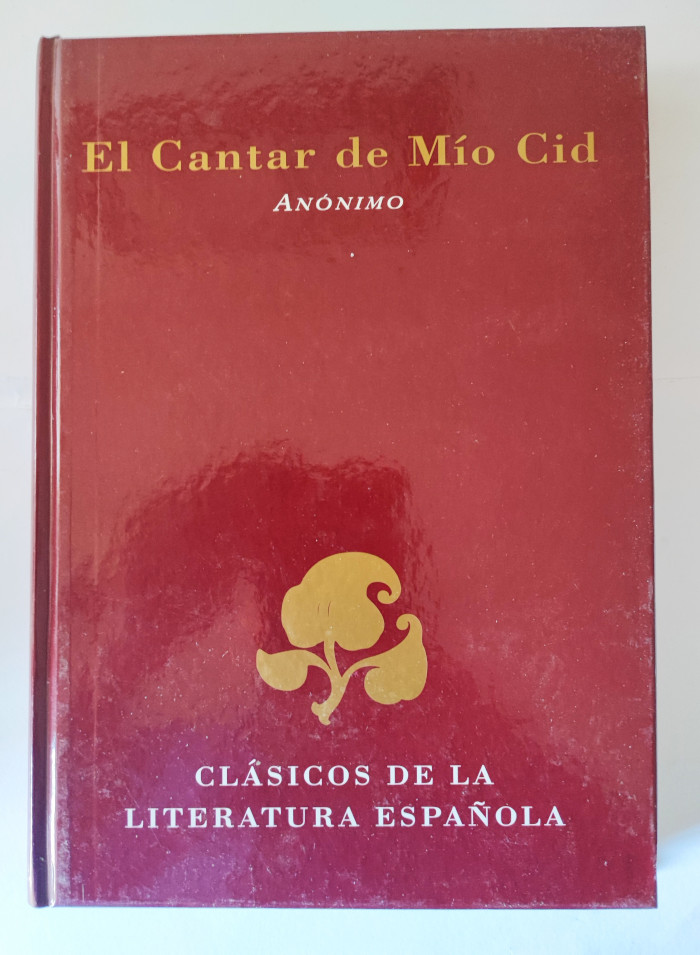 El Cantar de Mío Cid
ANÓNIMO
CLÁSICOS DE LA
LITERATURA ESPAÑOLA